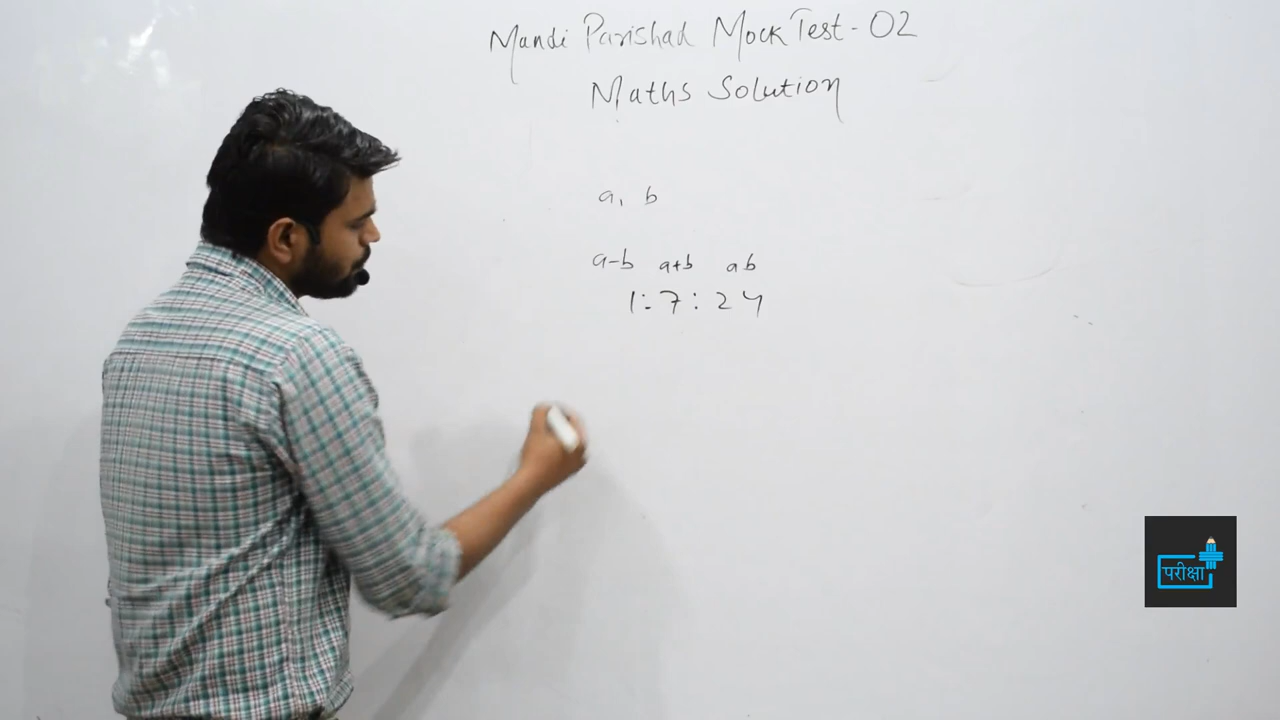 Mandi Parishad Mock Test - 02
Maths Solution
a, b
a-b a+b ab
1:7:24
परीक्षा